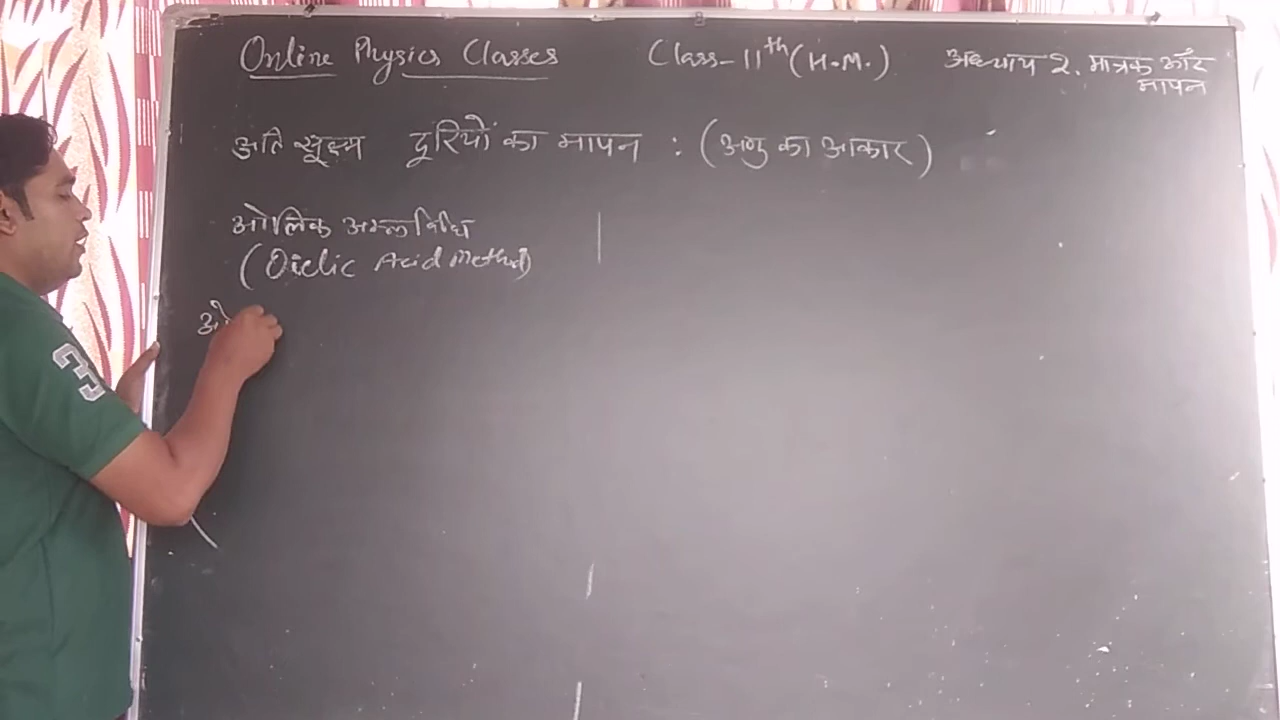 Online Physics Classes Class-11th (H.M.) अध्याय 2. मात्रक और
मापन
अति सूक्ष्म दूरियों का मापन : (अणु का आकार)
ओलिक अम्ल विधि
(Oielic Acid Method)
ओ
3